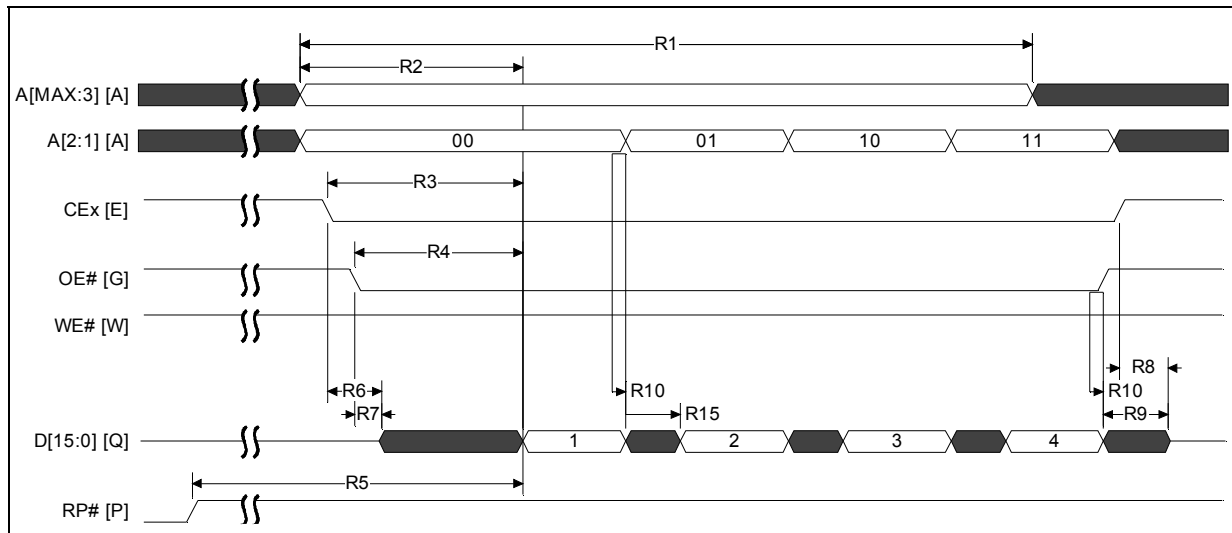 R1
R2
A[MAX:3] [A]
A[2:1] [A] 00 01 10 11
R3
CEx [E]
R4
OE# [G]
WE# [W]
R6 R10 R8 R10
R7 R15 R9
D[15:0] [Q] 1 2 3 4
R5
RP# [P]